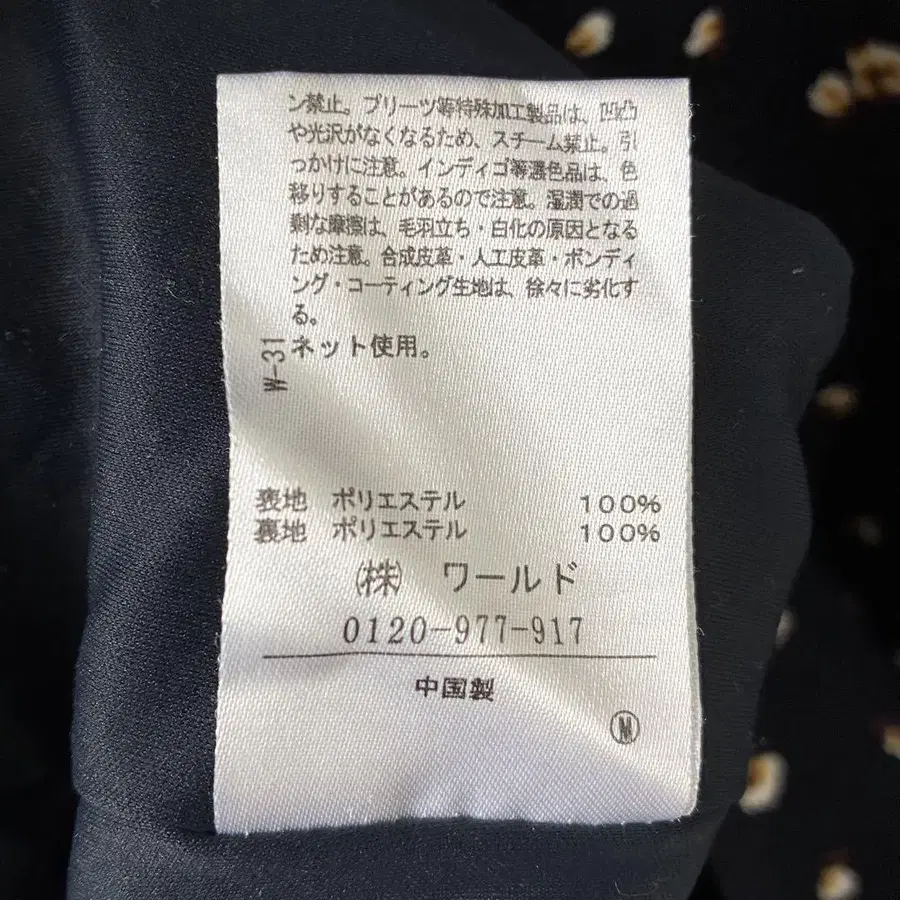 ン禁止。プリーツ等特殊加工製品は、凹凸
や光沢がなくなるため、スチーム禁止。引
っかけに注意。インディゴ等濃色品は、色
移りすることがあるので注意。湿潤での過
剰な摩擦は、毛羽立ち・白化の原因となる
ため注意。合成皮革・人工皮革・ボンディ
ング・コーティング生地は、徐々に劣化す
る。
ネット使用。
W-31
表地 ポリエステル 100%
裏地 ポリエステル 100%
(株) ワールド
0120-977-917
中国製
M